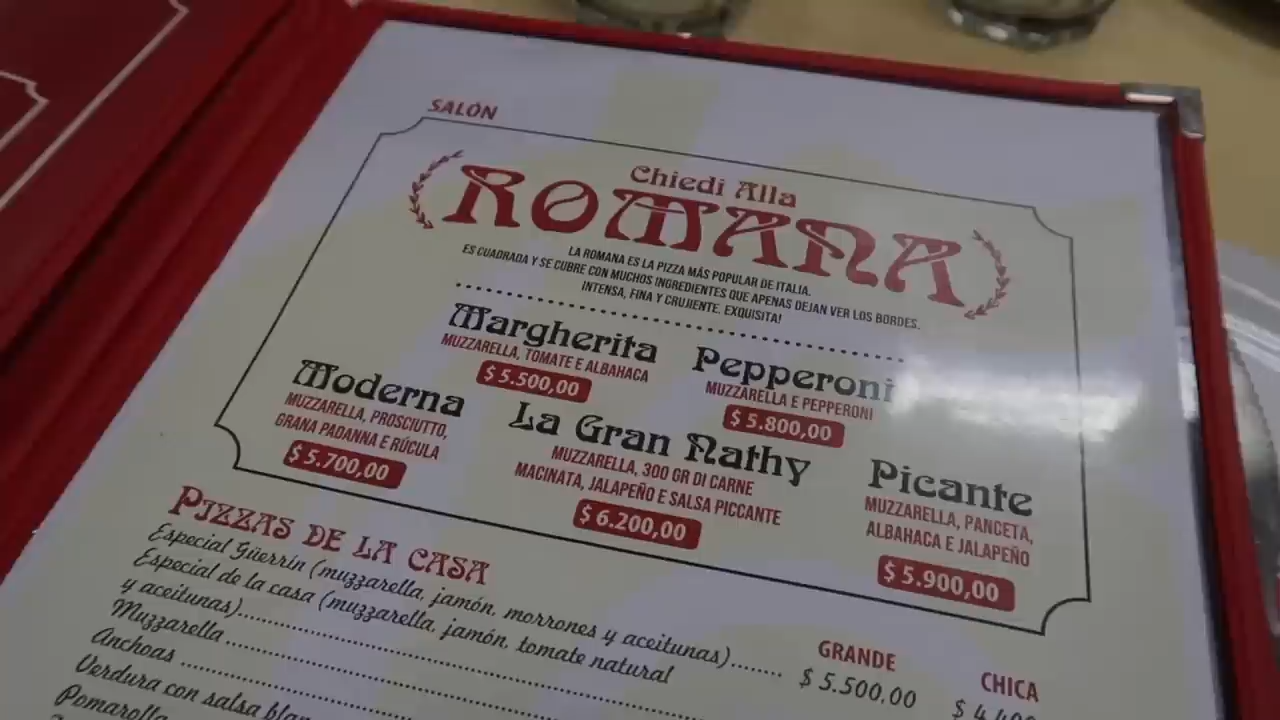 SALÓN
Chiedi Alla
ROMANA
LA ROMANA ES LA PIZZA MÁS POPULAR DE ITALIA.
ES CUADRADA Y SE CUBRE CON MUCHOS INGREDIENTES QUE APENAS DEJAN VER LOS BORDES.
INTENSA, FINA Y CRUJIENTE. EXQUISITA!
Margherita
MUZZARELLA, TOMATE E ALBAHACA
$ 5.500,00
Pepperoni
MUZZARELLA E PEPPERONI
$ 5.800,00
Moderna
MUZZARELLA, PROSCIUTTO,
GRANA PADANNA E RÚCULA
$ 5.700,00
La Gran Nathy
MUZZARELLA, 300 GR DI CARNE
MACINATA, JALAPEÑO E SALSA PICCANTE
$ 6.200,00
Picante
MUZZARELLA, PANCETA,
ALBAHACA E JALAPEÑO
$ 5.900,00
PIZZAS DE LA CASA
GRANDE
CHICA
Especial Güerrín (muzzarella, jamón, morrones y aceitunas)....... $ 5.500,00
Especial de la casa (muzzarella, jamón, tomate natural
y aceitunas)
Muzzarella
Anchoas
Verdura con salsa
Pomarolla